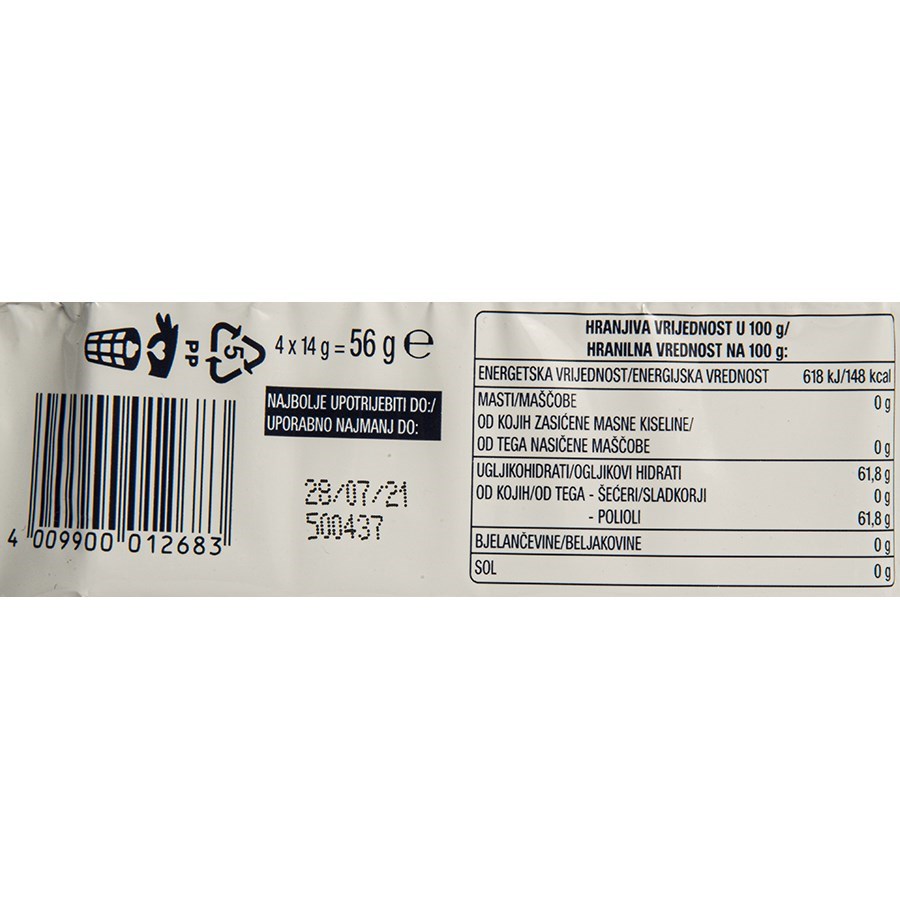 PP
5
4 x 14 g = 56 g e
NAJBOLJE UPOTRIJEBITI DO:/
UPORABNO NAJMANJ DO:
28/07/21
500437
4 009900 012683
HRANJIVA VRIJEDNOST U 100 g/
HRANILNA VREDNOST NA 100 g:
ENERGETSKA VRIJEDNOST/ENERGIJSKA VREDNOST 618 kJ/148 kcal
MASTI/MAŠČOBE 0 g
OD KOJIH ZASIĆENE MASNE KISELINE/
OD TEGA NASIČENE MAŠČOBE 0 g
UGLJIKOHIDRATI/OGLJIKOVI HIDRATI 61,8 g
OD KOJIH/OD TEGA - ŠEĆERI/SLADKORJI 0 g
- POLIOLI 61,8 g
BJELANČEVINE/BELJAKOVINE 0 g
SOL 0 g